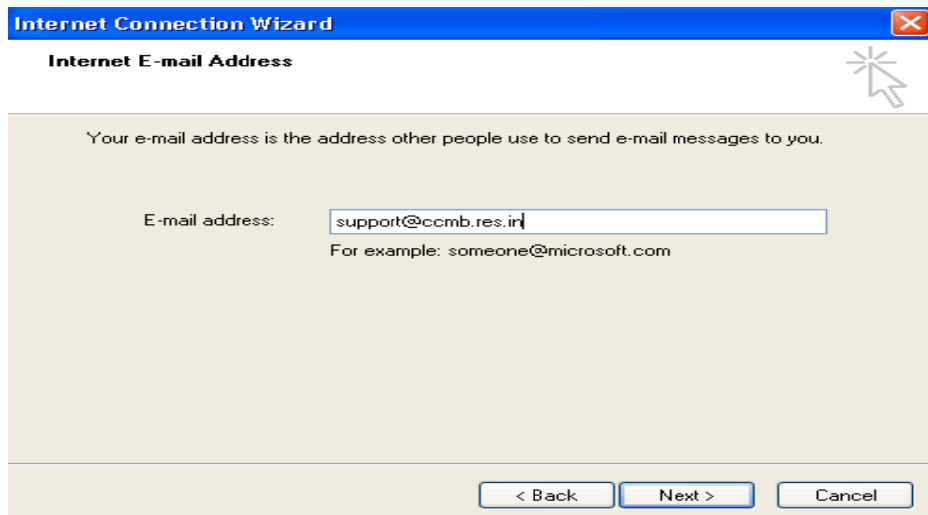 Internet Connection Wizard
Internet E-mail Address
Your e-mail address is the address other people use to send e-mail messages to you.
E-mail address: support@ccmb.res.in
For example: someone@microsoft.com
< Back Next > Cancel